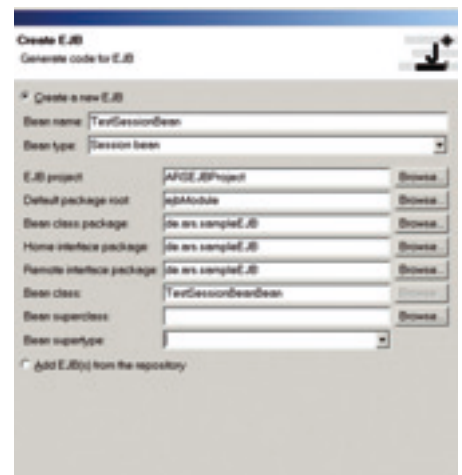 Create EJB
Generate code for EJB
Create a new EJB
Bean name: TestSessionBean
Bean type: Session bean
EJB project: ARSEJBProject Browse...
Default package root: ejbModule Browse...
Bean class package: de.ars.sampleEJB Browse...
Home interface package: de.ars.sampleEJB Browse...
Remote interface package: de.ars.sampleEJB Browse...
Bean class: TestSessionBeanBean Browse...
Bean superclass: Browse...
Bean supertype:
Add EJB(s) from the repository